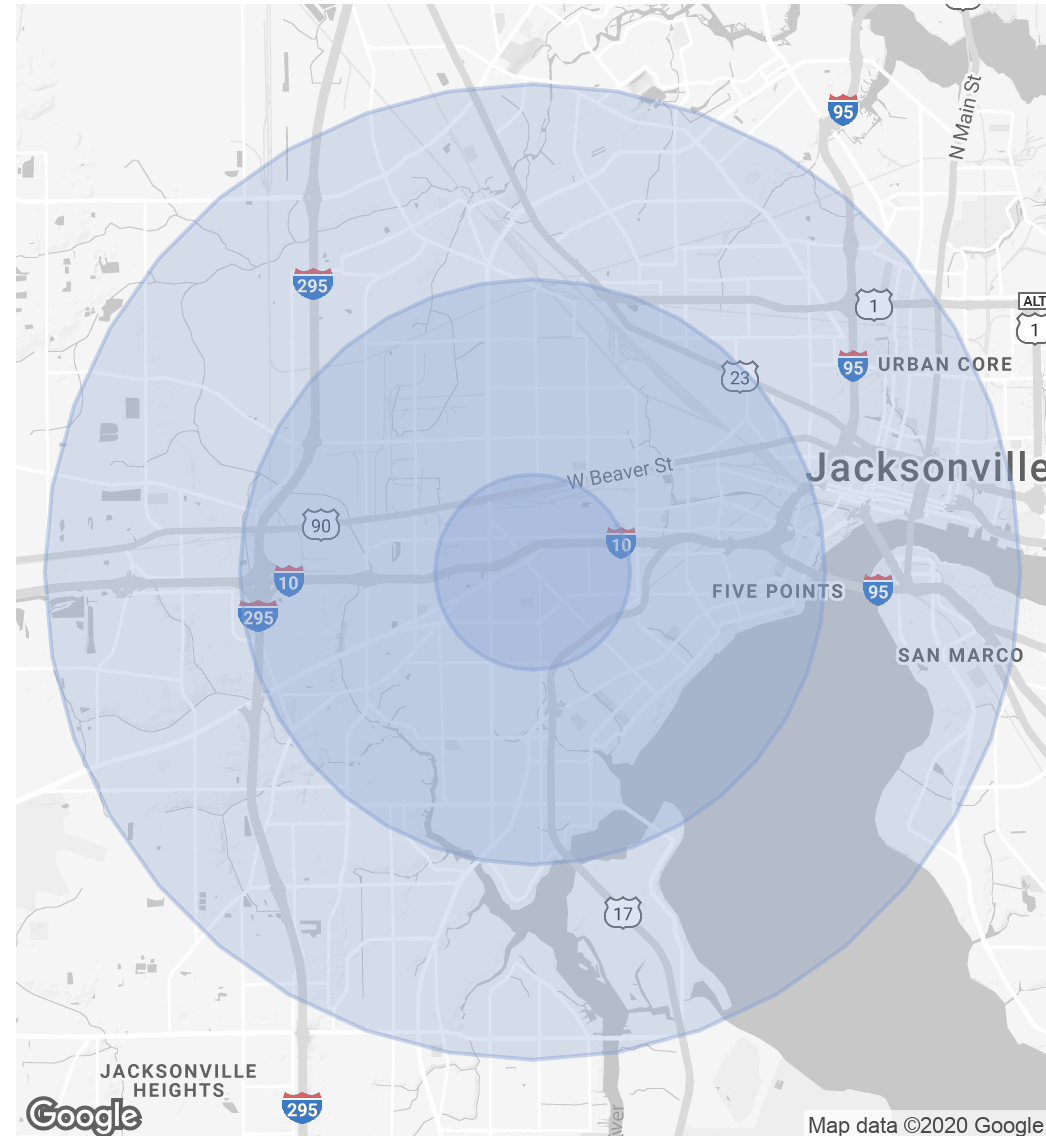 95
N Main St
295
1
ALT
1
95
URBAN CORE
23
Jacksonville
W Beaver St
90
10
10
295
FIVE POINTS
95
SAN MARCO
17
JACKSONVILLE
HEIGHTS
295
Google
Map data ©2020 Google